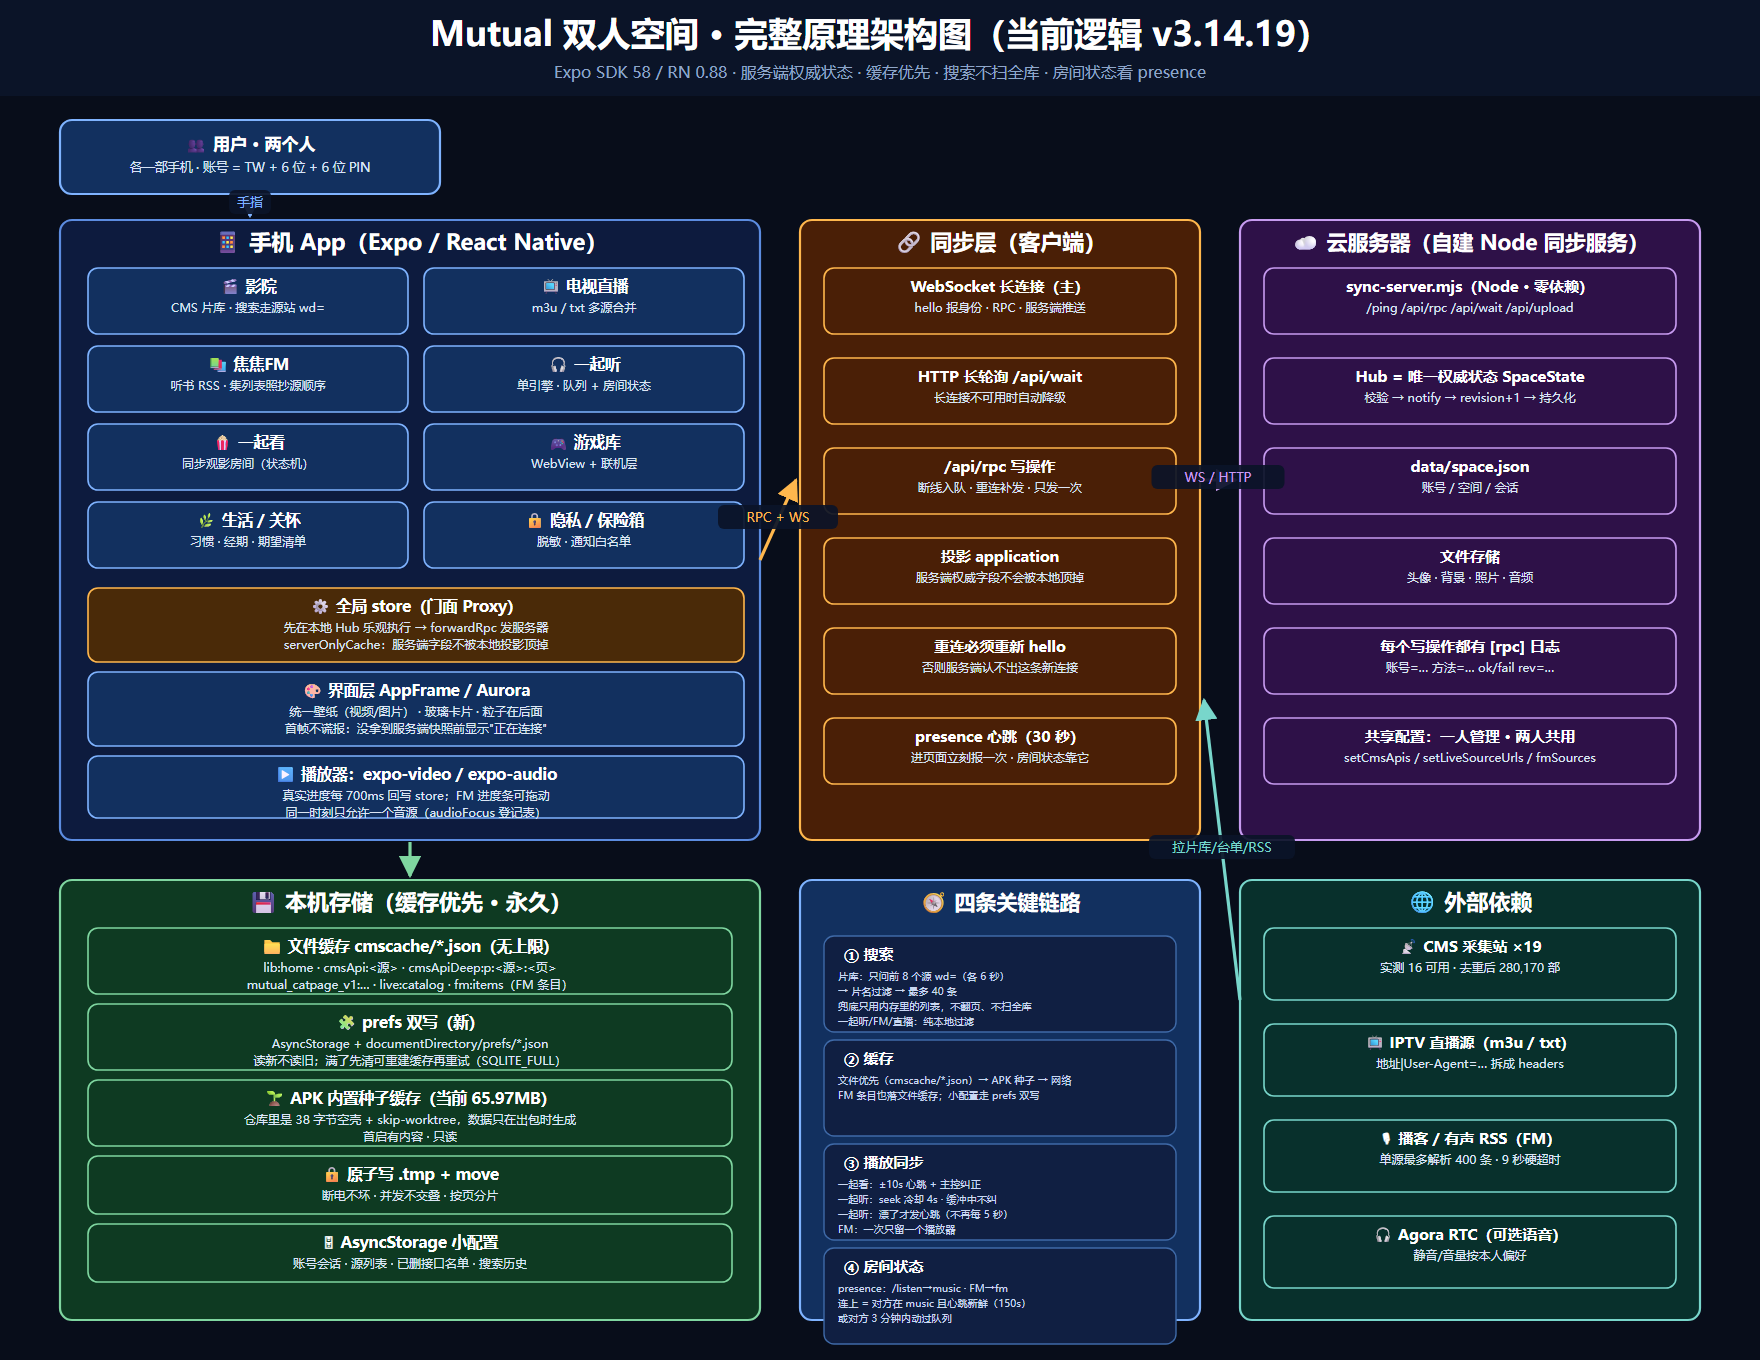 Mutual 双人空间 · 完整原理架构图（当前逻辑 v3.14.19）
Expo SDK 58 / RN 0.88 · 服务端权威状态 · 缓存优先 · 搜索不扫全库 · 房间状态看 presence
用户 · 两个人
各一部手机 · 账号 = TW + 6 位 + 6 位 PIN
手指
手机 App（Expo / React Native）
影院
CMS 片库 · 搜索走源站 wd=
电视直播
m3u / txt 多源合并
焦焦FM
听书 RSS · 集列表照抄源顺序
一起听
单引擎 · 队列 + 房间状态
一起看
同步观影房间（状态机）
游戏库
WebView + 联机层
生活 / 关怀
习惯 · 经期 · 期望清单
隐私 / 保险箱
脱敏 · 通知白名单
全局 store（门面 Proxy）
先在本地 Hub 乐观执行 → forwardRpc 发服务器
serverOnlyCache：服务端字段不被本地投影顶掉
界面层 AppFrame / Aurora
统一壁纸（视频/图片） · 玻璃卡片 · 粒子在后面
首帧不谎报：没拿到服务端快照前显示"正在连接"
播放器：expo-video / expo-audio
真实进度每 700ms 回写 store；FM 进度条可拖动
同一时刻只允许一个音源（audioFocus 登记表）
RPC + WS
同步层（客户端）
WebSocket 长连接（主）
hello 报身份 · RPC · 服务端推送
HTTP 长轮询 /api/wait
长连接不可用时自动降级
/api/rpc 写操作
断线入队 · 重连补发 · 只发一次
投影 application
服务端权威字段不会被本地顶掉
重连必须重新 hello
否则服务端认不出这条新连接
presence 心跳（30 秒）
进页面立刻报一次 · 房间状态靠它
WS / HTTP
云服务器（自建 Node 同步服务）
sync-server.mjs（Node · 零依赖）
/ping /api/rpc /api/wait /api/upload
Hub = 唯一权威状态 SpaceState
校验 → notify → revision+1 → 持久化
data/space.json
账号 / 空间 / 会话
文件存储
头像 · 背景 · 照片 · 音频
每个写操作都有 [rpc] 日志
账号=... 方法=... ok/fail rev=...
共享配置：一人管理 · 两人共用
setCmsApis / setLiveSourceUrls / fmSources
拉片库/台单/RSS
本机存储（缓存优先 · 永久）
文件缓存 cmscache/*.json（无上限）
lib:home · cmsApi:<源> · cmsApiDeep:p:<源>:<页>
mutual_catpage_v1:... · live:catalog · fm:items（FM 条目）
prefs 双写（新）
AsyncStorage + documentDirectory/prefs/*.json
读新不读旧；满了先清可重建缓存再重试（SQLITE_FULL）
APK 内置种子缓存（当前 65.97MB）
仓库里是 38 字节空壳 + skip-worktree，数据只在出包时生成
首启有内容 · 只读
原子写 .tmp + move
断电不坏 · 并发不交叠 · 按页分片
AsyncStorage 小配置
账号会话 · 源列表 · 已删接口名单 · 搜索历史
四条关键链路
① 搜索
片库：只问前 8 个源 wd=（各 6 秒）
→ 片名过滤 → 最多 40 条
兜底只用内存里的列表，不翻页、不扫全库
一起听/FM/直播：纯本地过滤
② 缓存
文件优先（cmscache/*.json）→ APK 种子 → 网络
FM 条目也落文件缓存；小配置走 prefs 双写
③ 播放同步
一起看：±10s 心跳 + 主控纠正
一起听：seek 冷却 4s · 缓冲中不纠
一起听：漂了才发心跳（不再每 5 秒）
FM：一次只留一个播放器
④ 房间状态
presence：/listen→music · FM→fm
连上 = 对方在 music 且心跳新鲜（150s）
或对方 3 分钟内动过队列
外部依赖
CMS 采集站 ×19
实测 16 可用 · 去重后 280,170 部
IPTV 直播源（m3u / txt）
地址|User-Agent=... 拆成 headers
播客 / 有声 RSS（FM）
单源最多解析 400 条 · 9 秒硬超时
Agora RTC（可选语音）
静音/音量按本人偏好